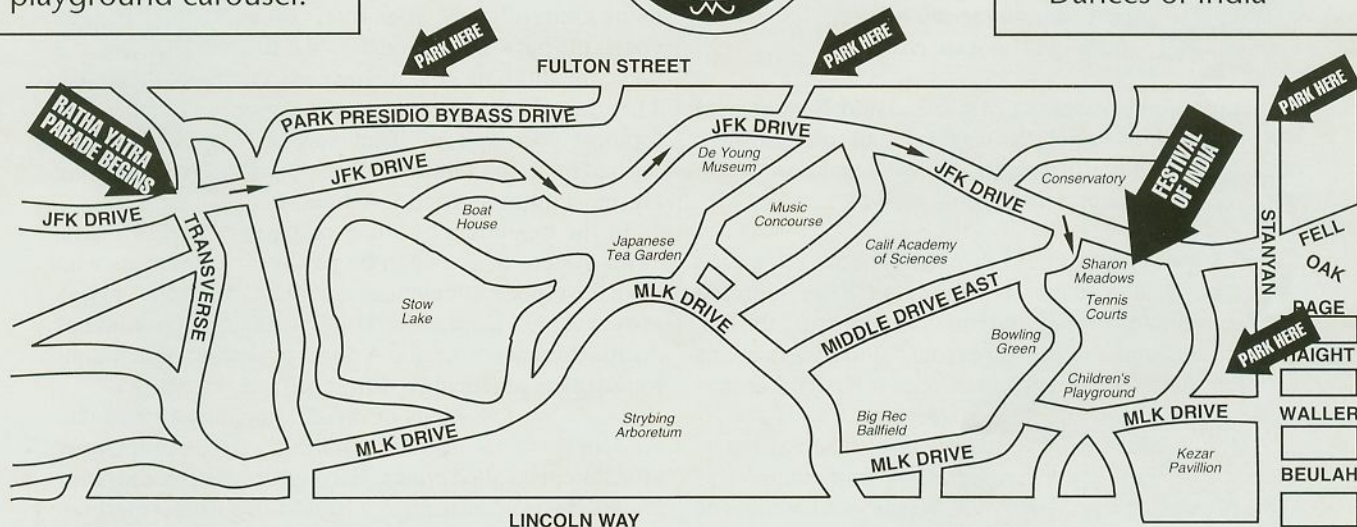 playground carousel.
Dances of India
PARK HERE
PARK HERE
FULTON STREET
PARK HERE
RATHA YATRA
PARADE BEGINS
PARK PRESIDIO BYBASS DRIVE
JFK DRIVE
De Young
Museum
FESTIVAL
OF INDIA
JFK DRIVE
JFK DRIVE
Conservatory
JFK DRIVE
TRANSVERSE
Boat
House
Music
Concourse
STANYAN
FELL
OAK
Japanese
Tea Garden
Calif Academy
of Sciences
Sharon
Meadows
Tennis
Courts
Stow
Lake
MLK DRIVE
MIDDLE DRIVE EAST
PAGE
Bowling
Green
PARK HERE
HAIGHT
Children's
Playground
Strybing
Arboretum
Big Rec
Ballfield
MLK DRIVE
WALLER
MLK DRIVE
MLK DRIVE
Kezar
Pavillion
BEULAH
LINCOLN WAY